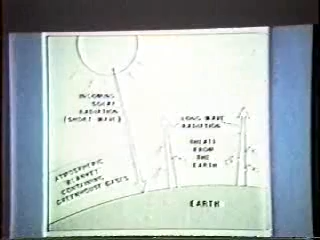 INCOMING
SOLAR
RADIATION
(SHORT WAVE)
LONG WAVE
RADIATION
(HEAT) FROM
THE
EARTH
ATMOSPHERIC
BLANKET
CONTAINING
GREENHOUSE GASES
EARTH